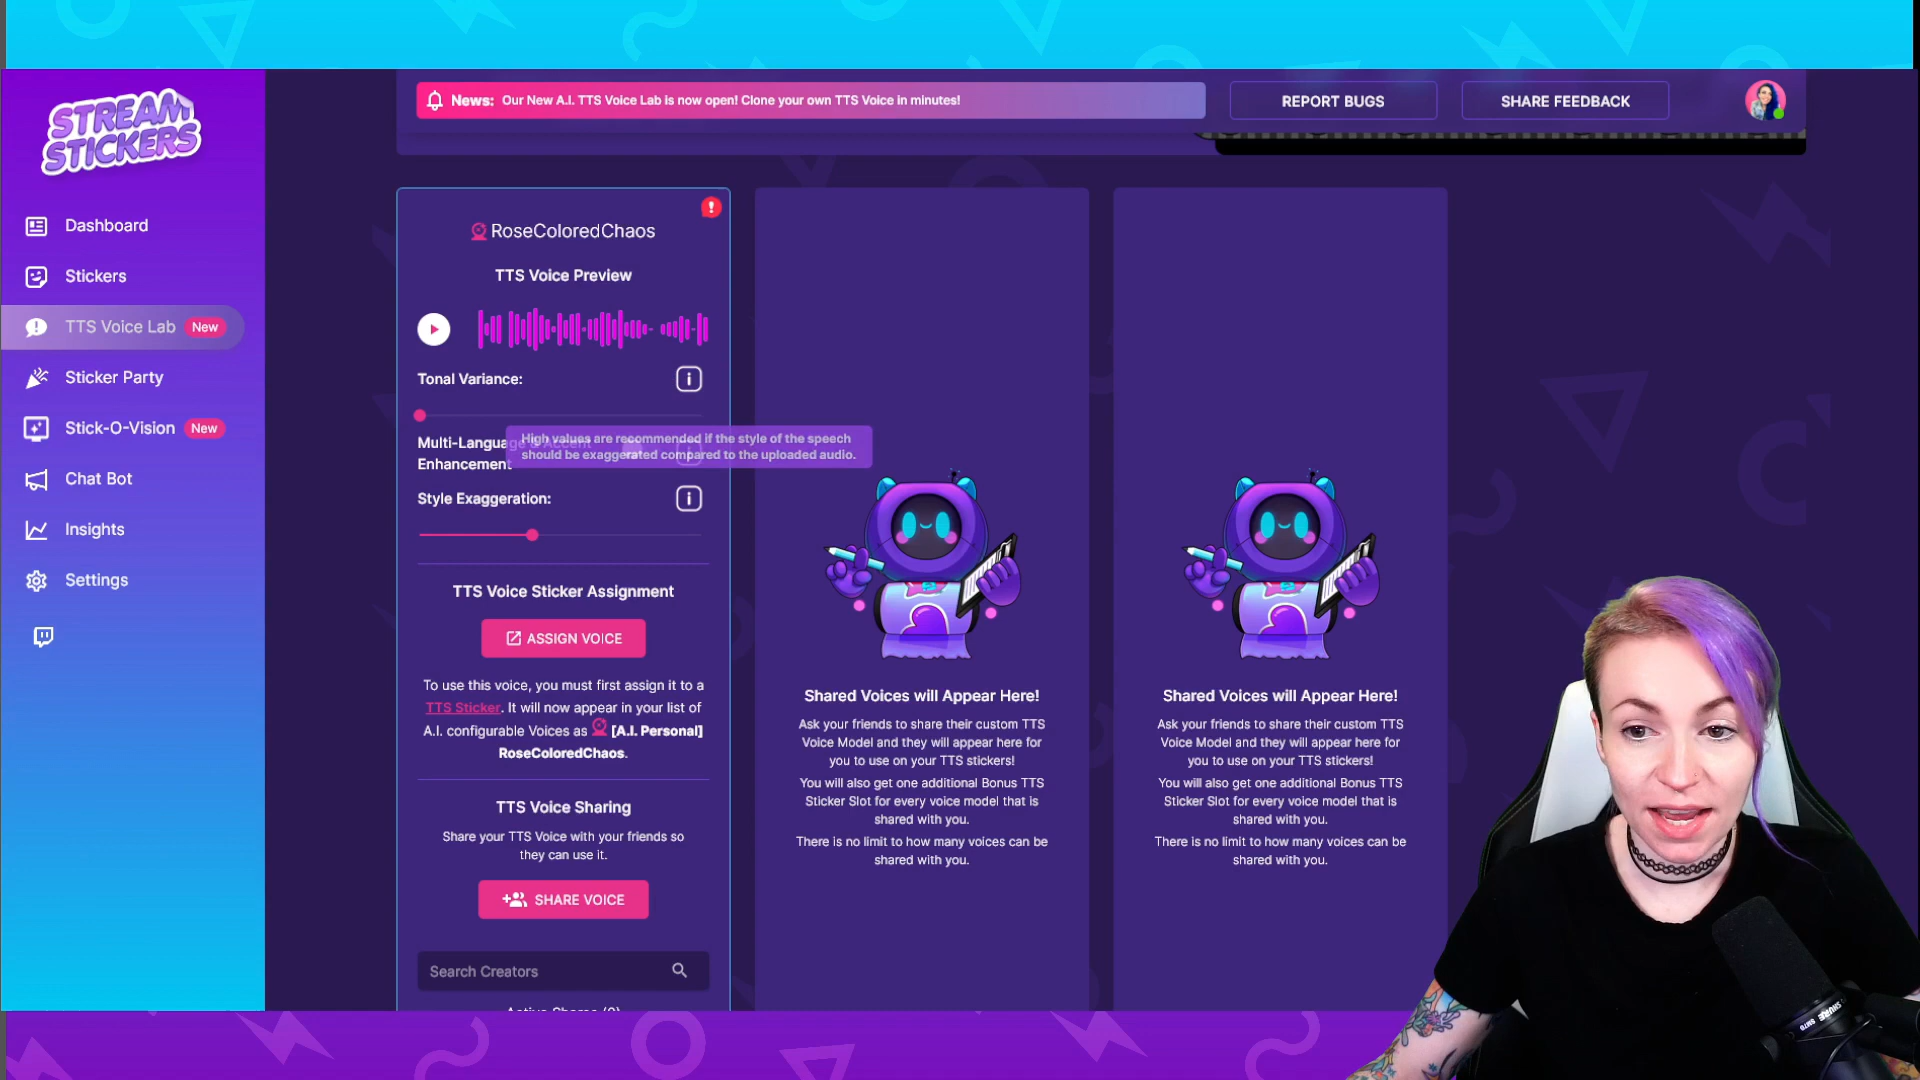 STREAM
STICKERS
Dashboard
Stickers
TTS Voice Lab New
Sticker Party
Stick-O-Vision New
Chat Bot
Insights
Settings
News: Our New A.I. TTS Voice Lab is now open! Clone your own TTS Voice in minutes!
REPORT BUGS
SHARE FEEDBACK
RoseColoredChaos
TTS Voice Preview
Tonal Variance:
Multi-Language & Accent
Enhancement
High values are recommended if the style of the speech
should be exaggerated compared to the uploaded audio.
Style Exaggeration:
TTS Voice Sticker Assignment
ASSIGN VOICE
To use this voice, you must first assign it to a
TTS Sticker. It will now appear in your list of
A.I. configurable Voices as [A.I. Personal]
RoseColoredChaos.
TTS Voice Sharing
Share your TTS Voice with your friends so
they can use it.
SHARE VOICE
Search Creators
Shared Voices will Appear Here!
Ask your friends to share their custom TTS
Voice Model and they will appear here for
you to use on your TTS stickers!
You will also get one additional Bonus TTS
Sticker Slot for every voice model that is
shared with you.
There is no limit to how many voices can be
shared with you.
Shared Voices will Appear Here!
Ask your friends to share their custom TTS
Voice Model and they will appear here for
you to use on your TTS stickers!
You will also get one additional Bonus TTS
Sticker Slot for every voice model that is
shared with you.
There is no limit to how many voices can be
shared with you.
SHURE
SM7B